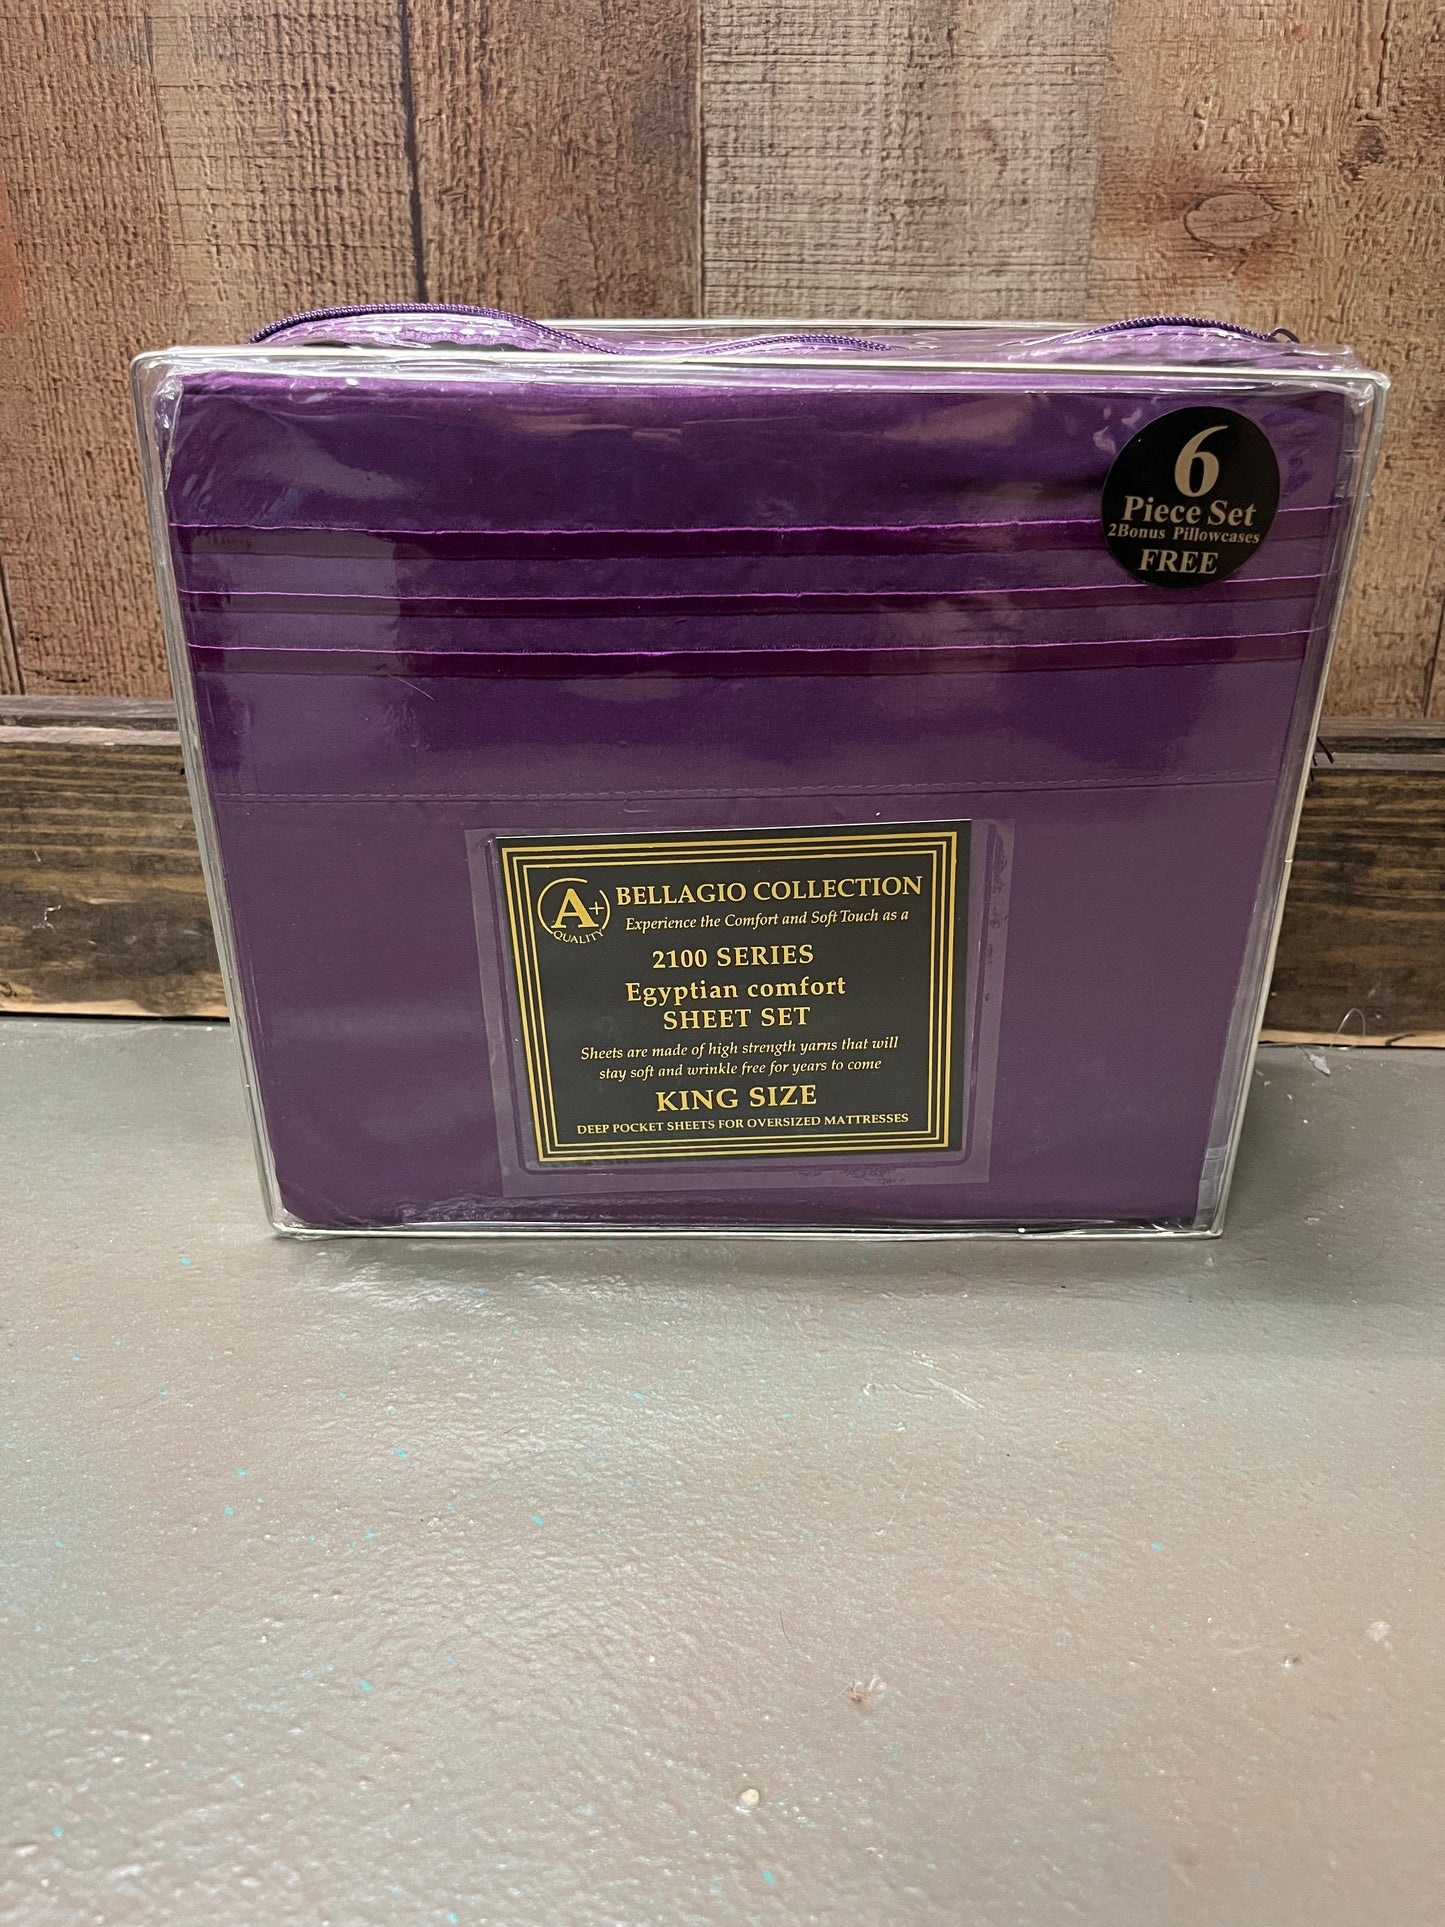 6
Piece Set
2Bonus Pillowcases
FREE
A+
QUALITY
BELLAGIO COLLECTION
Experience the Comfort and Soft Touch as a
2100 SERIES
Egyptian comfort
SHEET SET
Sheets are made of high strength yarns that will
stay soft and wrinkle free for years to come
KING SIZE
DEEP POCKET SHEETS FOR OVERSIZED MATTRESSES